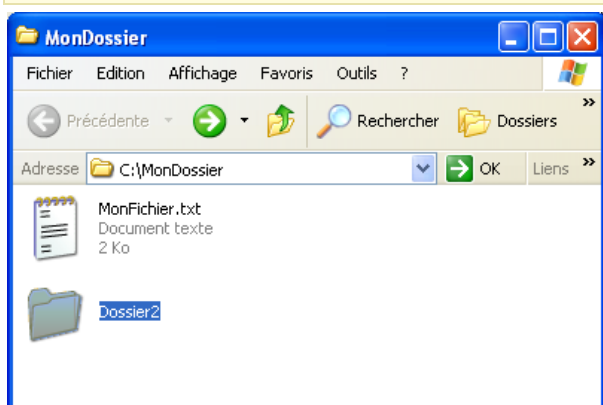 MonDossier
Fichier Edition Affichage Favoris Outils ?
Précédente Rechercher Dossiers »
Adresse C:\MonDossier OK Liens »
MonFichier.txt
Document texte
2 Ko
Dossier2